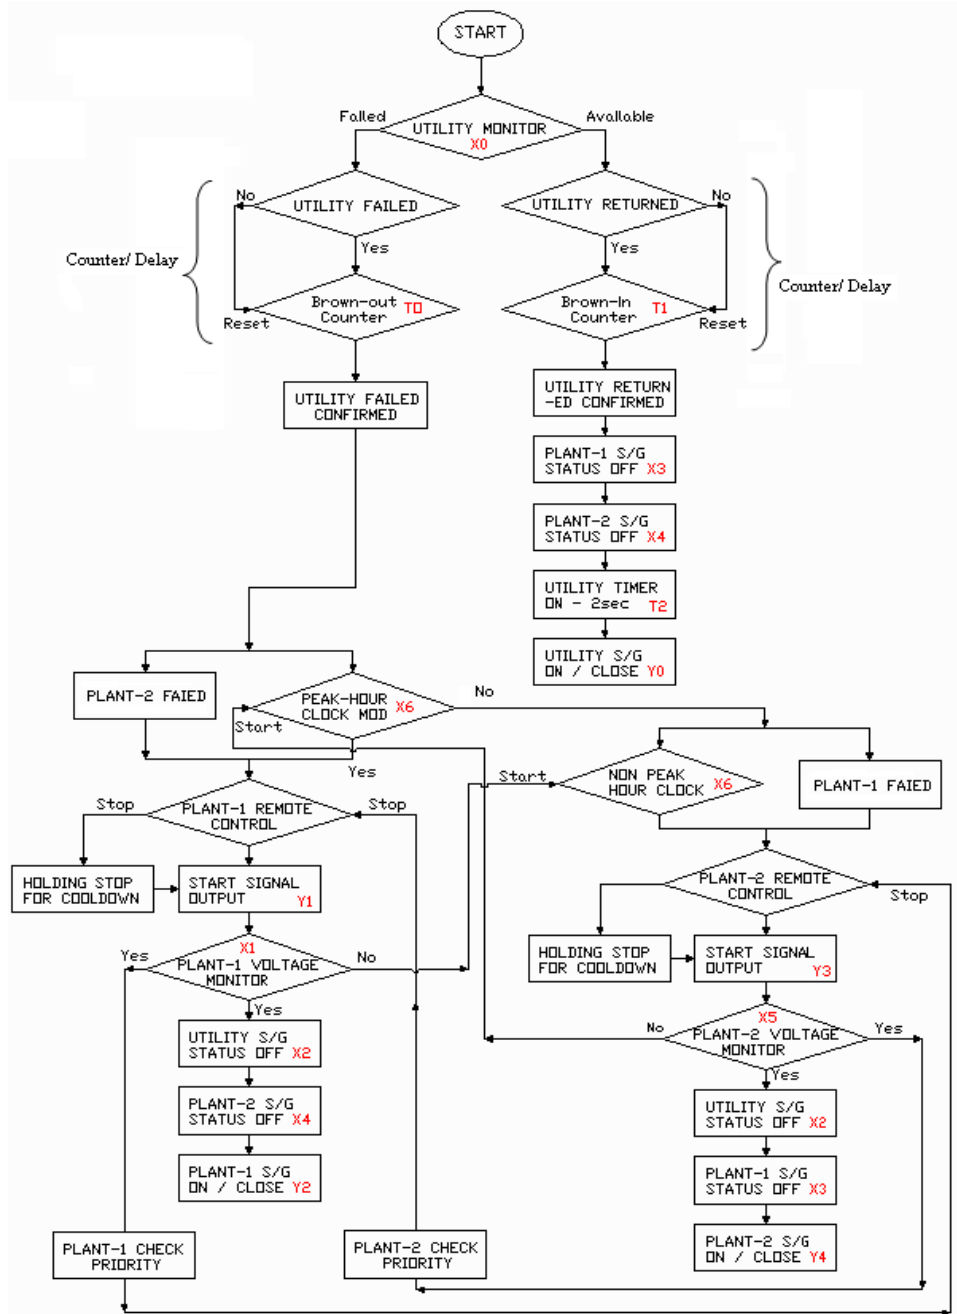 START
Failed
Available
UTILITY MONITOR
X0
No
UTILITY FAILED
UTILITY RETURNED
No
Counter/ Delay
Yes
Yes
Counter/ Delay
Brown-out
Counter
T0
Brown-In
Counter
T1
Reset
Reset
UTILITY FAILED
CONFIRMED
UTILITY RETURN
-ED CONFIRMED
PLANT-1 S/G
STATUS OFF X3
PLANT-2 S/G
STATUS OFF X4
UTILITY TIMER
ON - 2sec T2
UTILITY S/G
ON / CLOSE Y0
PLANT-2 FAIED
PEAK-HOUR
CLOCK MOD
X6
No
Start
Yes
Start
NON PEAK
HOUR CLOCK
X6
PLANT-1 FAIED
Stop
PLANT-1 REMOTE
CONTROL
Stop
HOLDING STOP
FOR COOLDOWN
START SIGNAL
OUTPUT Y1
PLANT-2 REMOTE
CONTROL
Stop
HOLDING STOP
FOR COOLDOWN
START SIGNAL
OUTPUT Y3
Yes
X1
PLANT-1 VOLTAGE
MONITOR
No
Yes
No
X5
PLANT-2 VOLTAGE
MONITOR
Yes
Yes
UTILITY S/G
STATUS OFF X2
PLANT-2 S/G
STATUS OFF X4
PLANT-1 S/G
ON / CLOSE Y2
UTILITY S/G
STATUS OFF X2
PLANT-1 S/G
STATUS OFF X3
PLANT-2 S/G
ON / CLOSE Y4
PLANT-1 CHECK
PRIORITY
PLANT-2 CHECK
PRIORITY